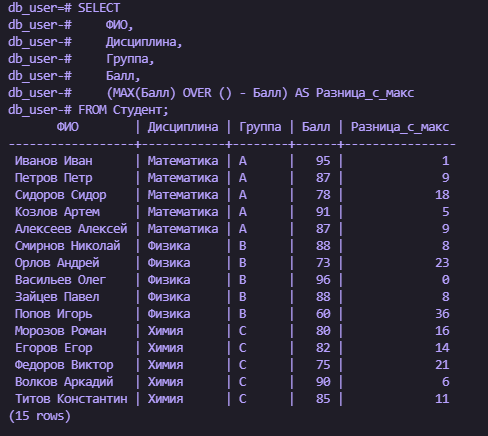 db_user=# SELECT
db_user-#     ФИО,
db_user-#     Дисциплина,
db_user-#     Группа,
db_user-#     Балл,
db_user-#     (MAX(Балл) OVER () - Балл) AS Разница_с_макс
db_user-# FROM Студент;
       ФИО        | Дисциплина | Группа | Балл | Разница_с_макс
------------------+------------+--------+------+----------------
 Иванов Иван      | Математика | A      |   95 |              1
 Петров Петр      | Математика | A      |   87 |              9
 Сидоров Сидор    | Математика | A      |   78 |             18
 Козлов Артем     | Математика | A      |   91 |              5
 Алексеев Алексей | Математика | A      |   87 |              9
 Смирнов Николай  | Физика     | B      |   88 |              8
 Орлов Андрей     | Физика     | B      |   73 |             23
 Васильев Олег    | Физика     | B      |   96 |              0
 Зайцев Павел     | Физика     | B      |   88 |              8
 Попов Игорь      | Физика     | B      |   60 |             36
 Морозов Роман    | Химия      | C      |   80 |             16
 Егоров Егор      | Химия      | C      |   82 |             14
 Федоров Виктор   | Химия      | C      |   75 |             21
 Волков Аркадий   | Химия      | C      |   90 |              6
 Титов Константин | Химия      | C      |   85 |             11
(15 rows)